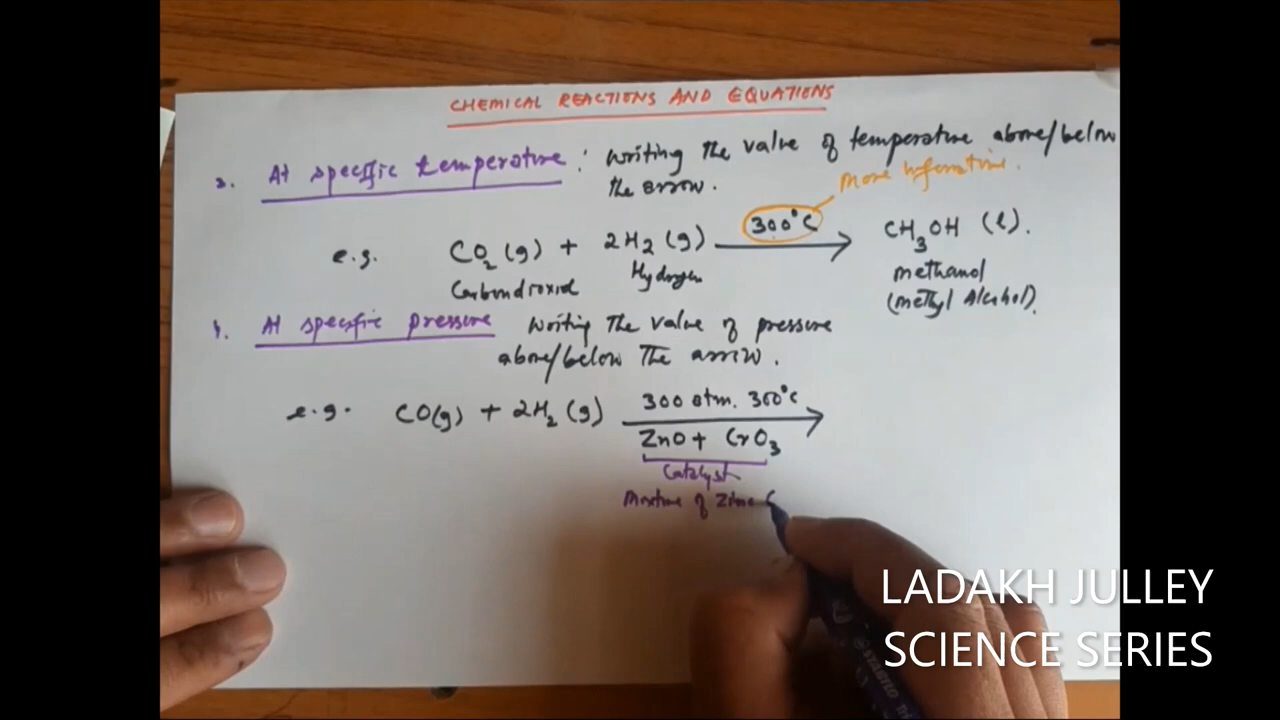 CHEMICAL REACTIONS AND EQUATIONS
3. At specific temperature : Writing the value of temperature above/below
the arrow.
More informative.
300°C
e.g. CO₂(g) + 2H₂(g) → CH₃OH (l).
Hydrogen methanol
(methyl Alcohol).
4. At specific pressure Writing the value of pressure
above/below the arrow.
300 atm. 300°C
e.g. CO(g) + 2H₂(g) →
ZnO + CrO₃
Catalyst
Mixture of Zinc
LADAKH JULLEY
SCIENCE SERIES